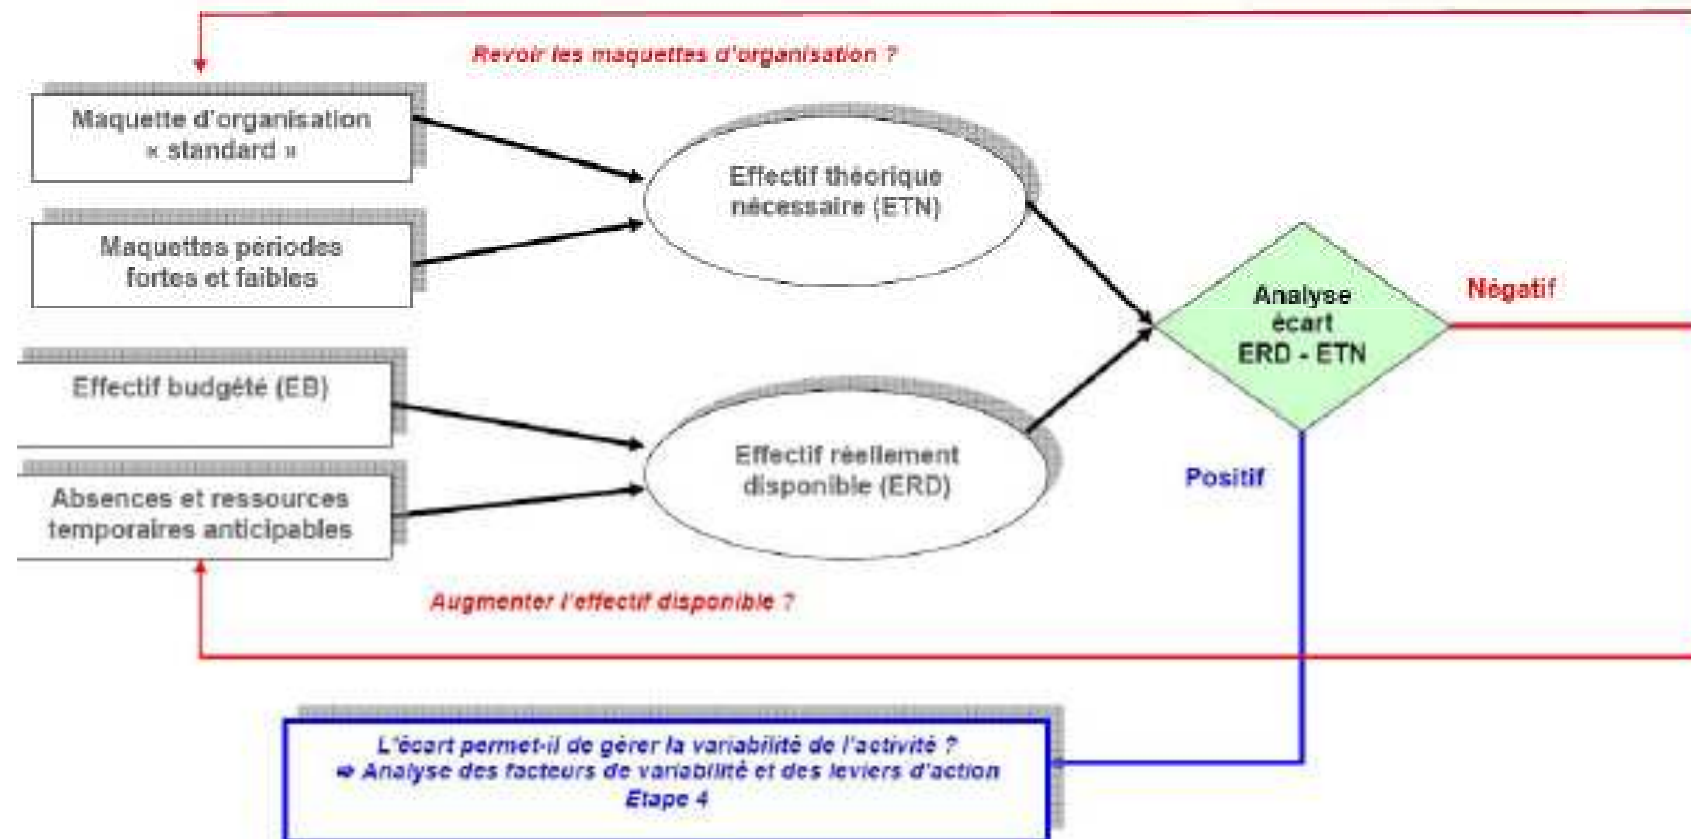 Revoir les maquettes d'organisation ?
Maquette d'organisation
« standard »
Maquettes périodes
fortes et faibles
Effectif théorique
nécessaire (ETN)
Analyse
écart
ERD - ETN
Négatif
Effectif budgété (EB)
Absences et ressources
temporaires anticipables
Effectif réellement
disponible (ERD)
Positif
Augmenter l'effectif disponible ?
L'écart permet-il de gérer la variabilité de l'activité ?
⇨ Analyse des facteurs de variabilité et des leviers d'action
Etape 4